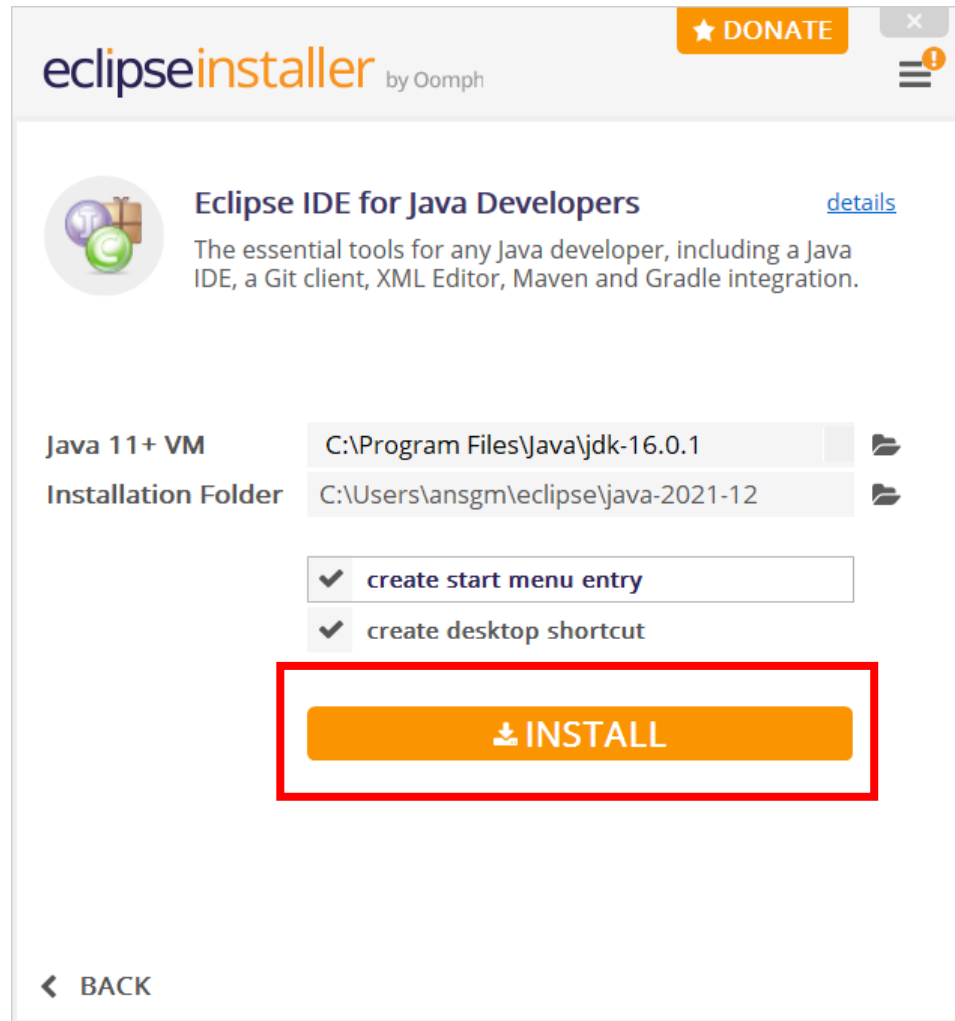 DONATE
eclipseinstaller by Oomph
Eclipse IDE for Java Developers details
The essential tools for any Java developer, including a Java
IDE, a Git client, XML Editor, Maven and Gradle integration.
Java 11+ VM C:\Program Files\Java\jdk-16.0.1
Installation Folder C:\Users\ansgm\eclipse\java-2021-12
create start menu entry
create desktop shortcut
INSTALL
BACK